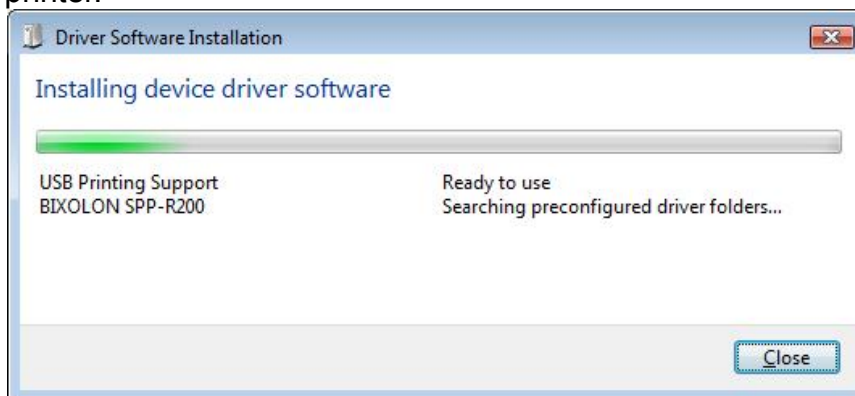 printer.
Driver Software Installation
Installing device driver software
USB Printing Support Ready to use
BIXOLON SPP-R200 Searching preconfigured driver folders...
Close